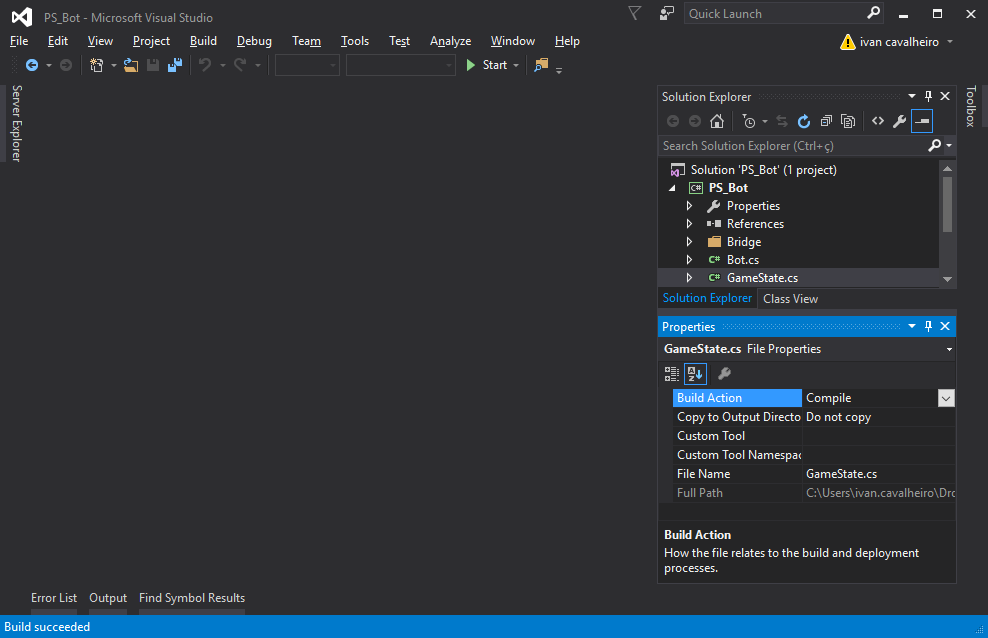 PS_Bot - Microsoft Visual Studio
Quick Launch
File Edit View Project Build Debug Team Tools Test Analyze Window Help
ivan cavalheiro
Start
Server Explorer
Toolbox
Solution Explorer
Search Solution Explorer (Ctrl+ç)
Solution 'PS_Bot' (1 project)
C# PS_Bot
Properties
References
Bridge
C# Bot.cs
C# GameState.cs
Solution Explorer Class View
Properties
GameState.cs File Properties
Build Action Compile
Copy to Output Directo Do not copy
Custom Tool
Custom Tool Namespac
File Name GameState.cs
Full Path C:\Users\ivan.cavalheiro\Dro
Build Action
How the file relates to the build and deployment
processes.
Error List Output Find Symbol Results
Build succeeded